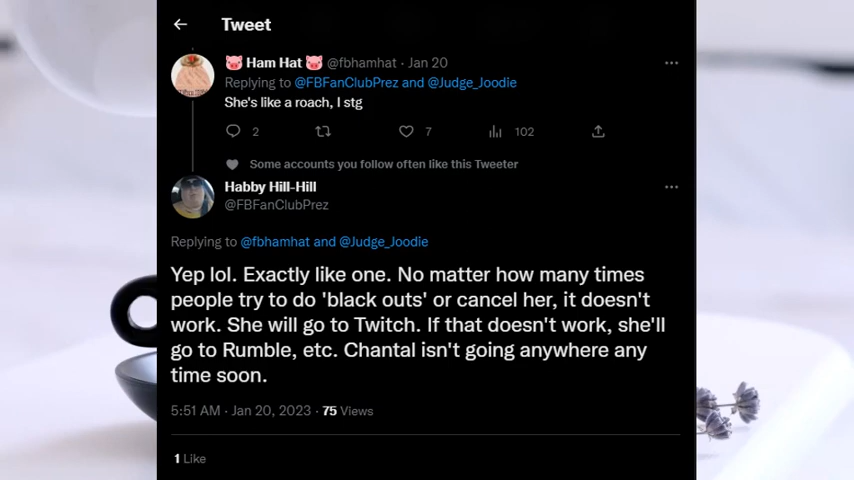 Tweet
🐷 Ham Hat 🐷 @fbhamhat · Jan 20
Replying to @FBFanClubPrez and @Judge_Joodie
She's like a roach, I stg
2 7 102
Some accounts you follow often like this Tweeter
Habby Hill-Hill
@FBFanClubPrez
Replying to @fbhamhat and @Judge_Joodie
Yep lol. Exactly like one. No matter how many times
people try to do 'black outs' or cancel her, it doesn't
work. She will go to Twitch. If that doesn't work, she'll
go to Rumble, etc. Chantal isn't going anywhere any
time soon.
5:51 AM · Jan 20, 2023 · 75 Views
1 Like